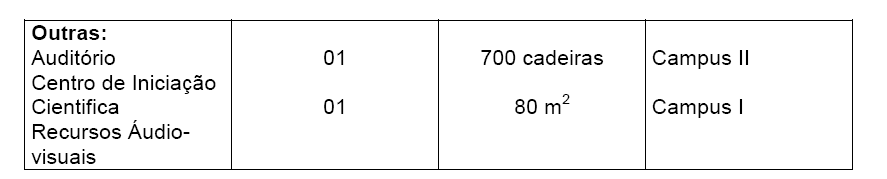 Outras:
Auditório 01 700 cadeiras Campus II
Centro de Iniciação
Cientifica 01 80 m² Campus I
Recursos Áudio-
visuais